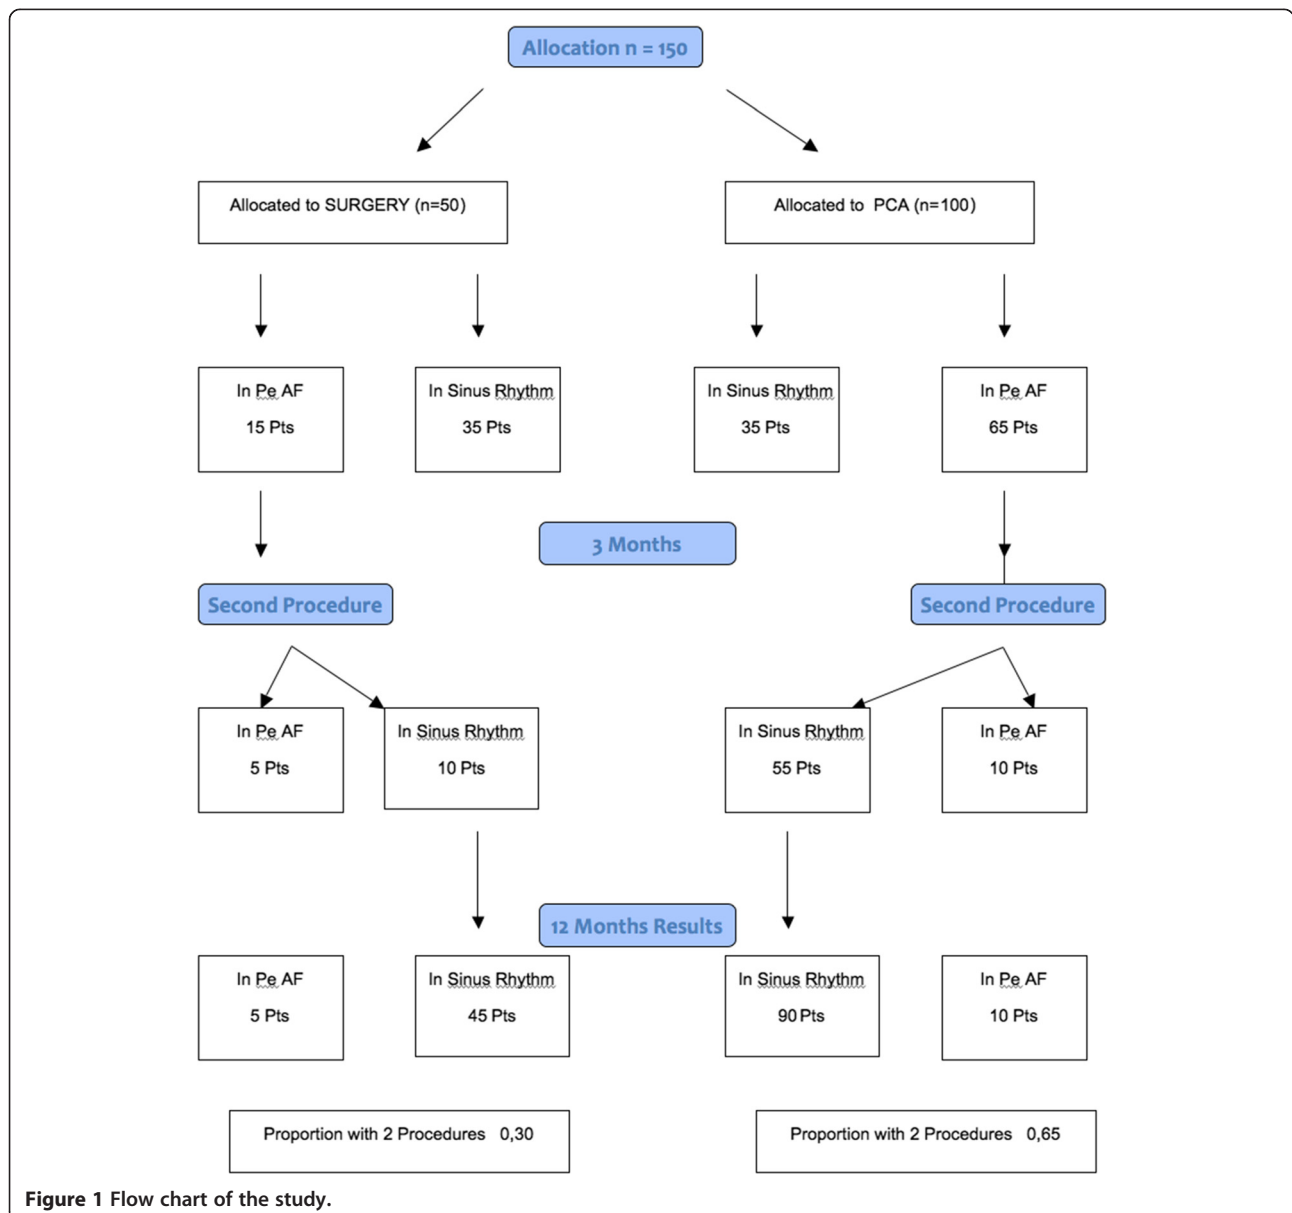 Allocation n = 150
Allocated to SURGERY (n=50)
Allocated to PCA (n=100)
In Pe AF
15 Pts
In Sinus Rhythm
35 Pts
In Sinus Rhythm
35 Pts
In Pe AF
65 Pts
3 Months
Second Procedure
Second Procedure
In Pe AF
5 Pts
In Sinus Rhythm
10 Pts
In Sinus Rhythm
55 Pts
In Pe AF
10 Pts
12 Months Results
In Pe AF
5 Pts
In Sinus Rhythm
45 Pts
In Sinus Rhythm
90 Pts
In Pe AF
10 Pts
Proportion with 2 Procedures 0,30
Proportion with 2 Procedures 0,65
Figure 1 Flow chart of the study.